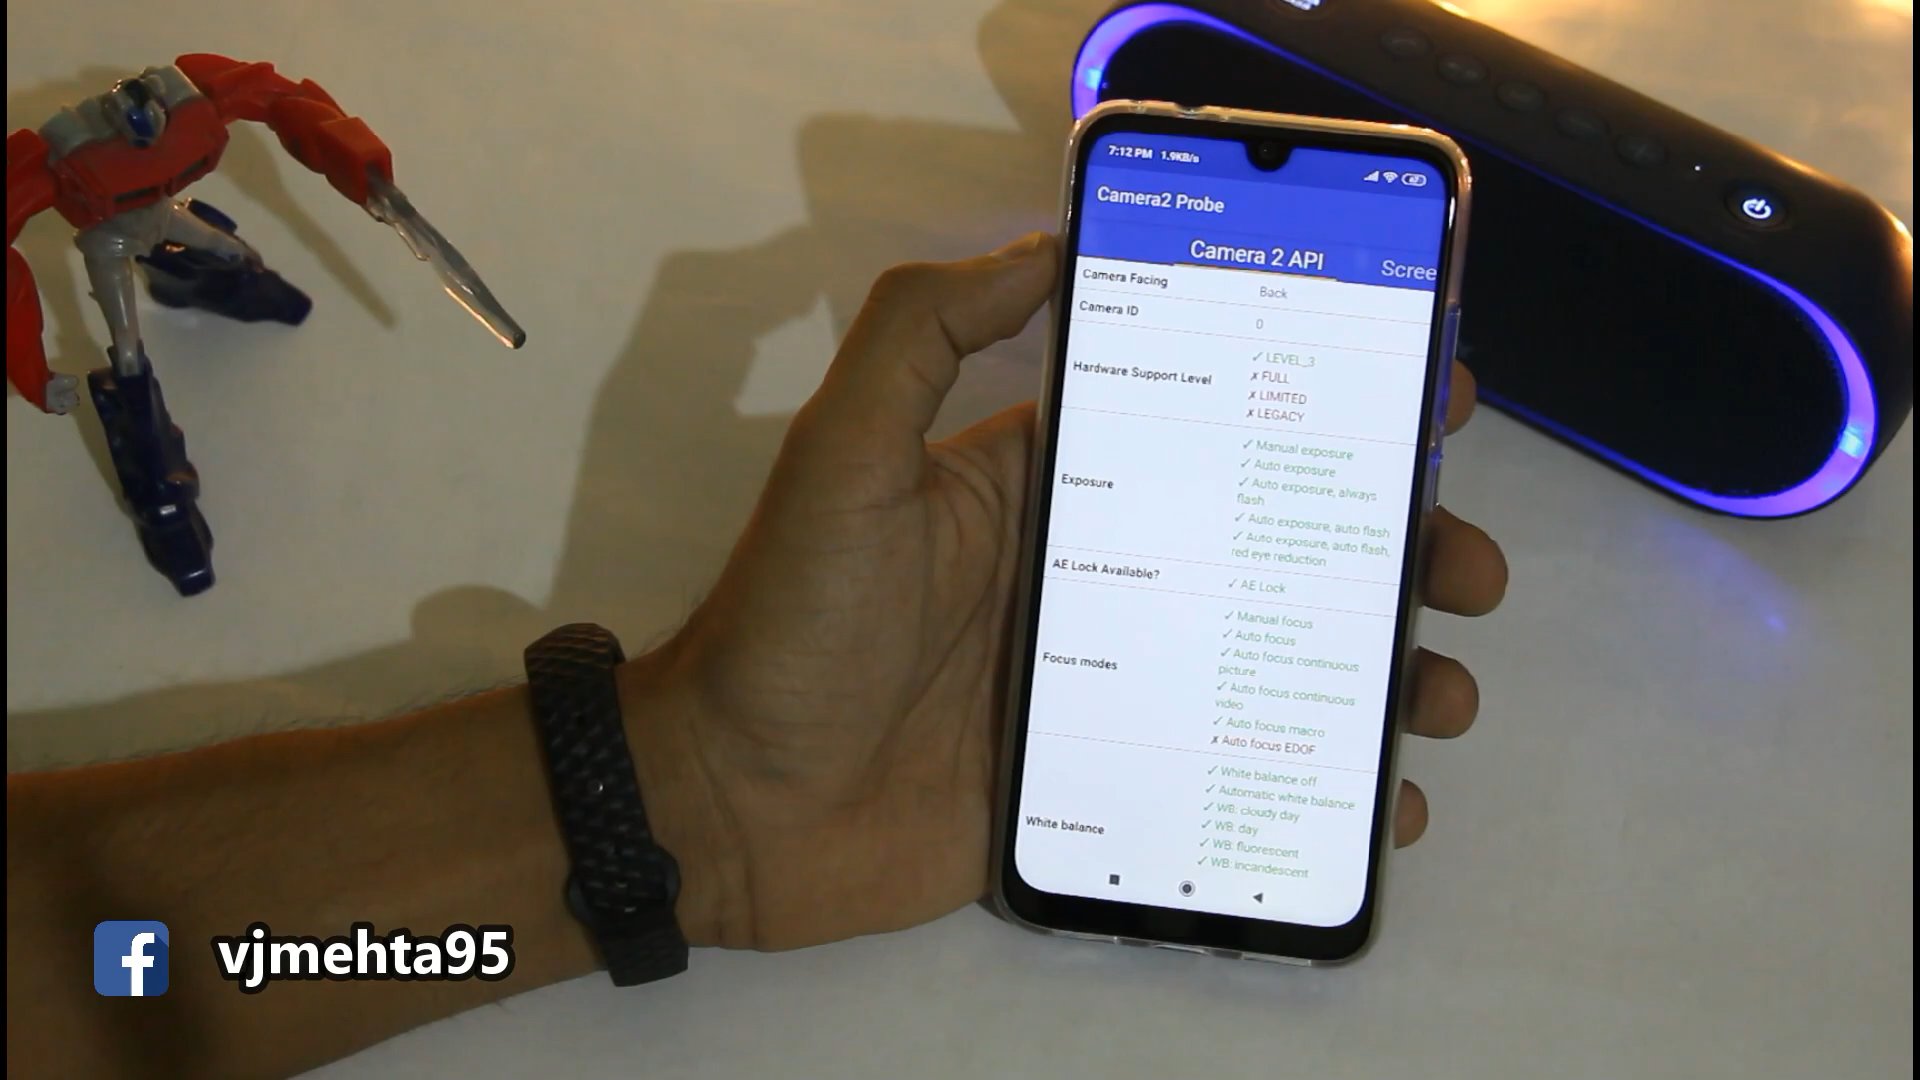 7:12 PM 1.9KB/s
Camera2 Probe
Camera 2 API
Scree
Camera Facing
Back
Camera ID
0
Hardware Support Level
✓ LEVEL_3
✗ FULL
✗ LIMITED
✗ LEGACY
Exposure
✓ Manual exposure
✓ Auto exposure
✓ Auto exposure, always
flash
✓ Auto exposure, auto flash
✓ Auto exposure, auto flash,
red eye reduction
AE Lock Available?
✓ AE Lock
Focus modes
✓ Manual focus
✓ Auto focus
✓ Auto focus continuous
picture
✓ Auto focus continuous
video
✓ Auto focus macro
✗ Auto focus EDOF
White balance
✓ White balance off
✓ Automatic white balance
✓ WB: cloudy day
✓ WB: day
✓ WB: fluorescent
✓ WB: incandescent
f vjmehta95